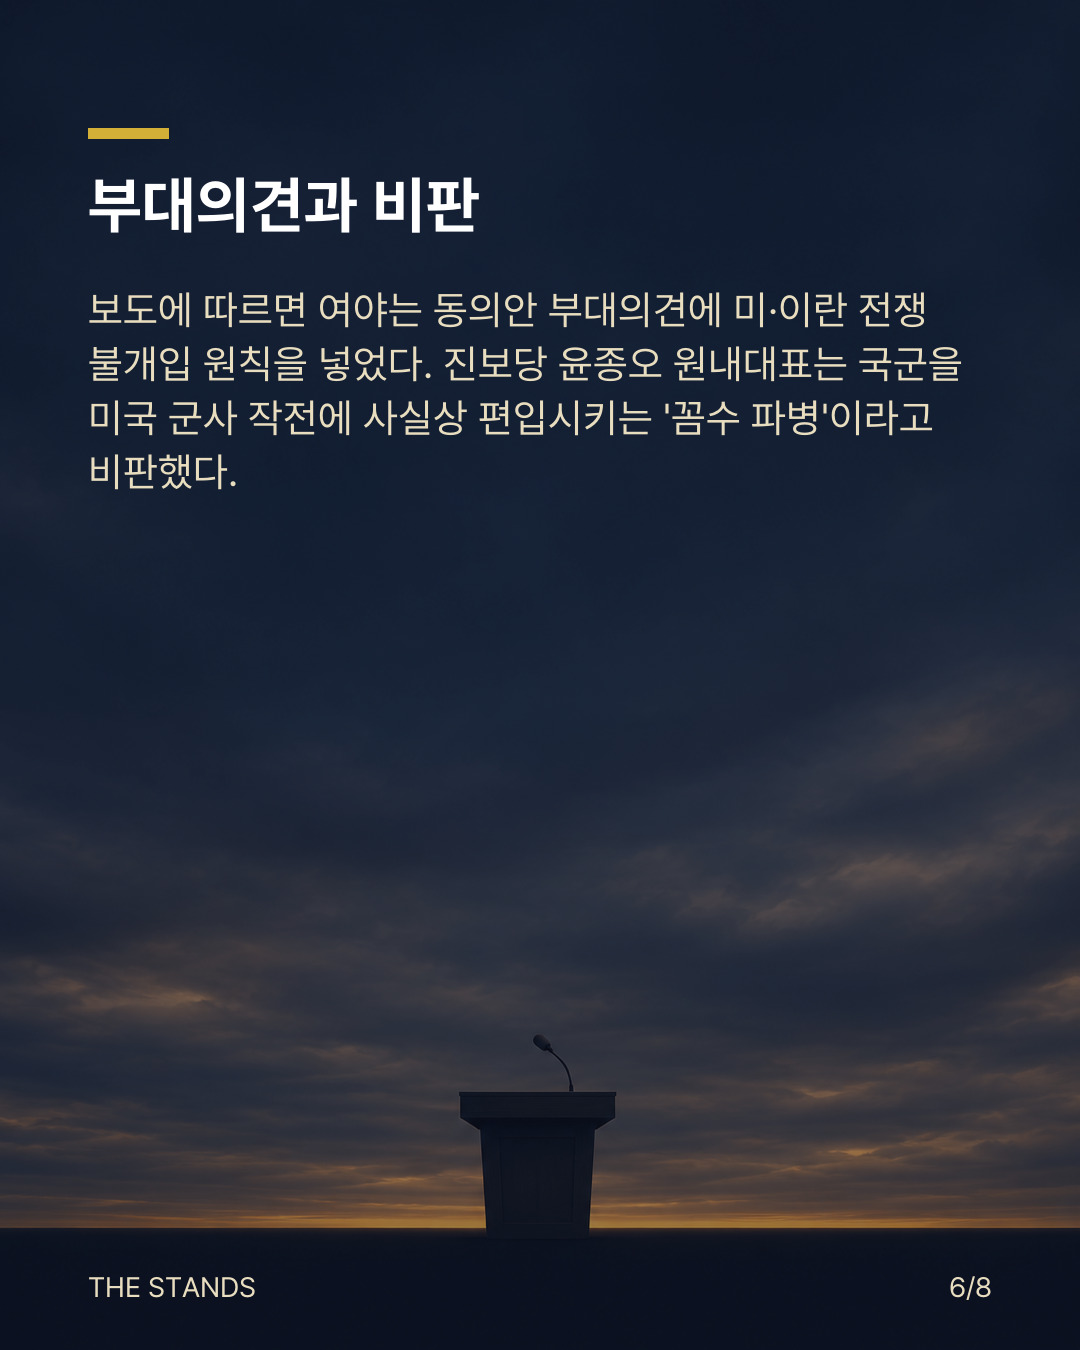 부대의견과 비판
보도에 따르면 여야는 동의안 부대의견에 미·이란 전쟁
불개입 원칙을 넣었다. 진보당 윤종오 원내대표는 국군을
미국 군사 작전에 사실상 편입시키는 '꼼수 파병'이라고
비판했다.
THE STANDS
6/8